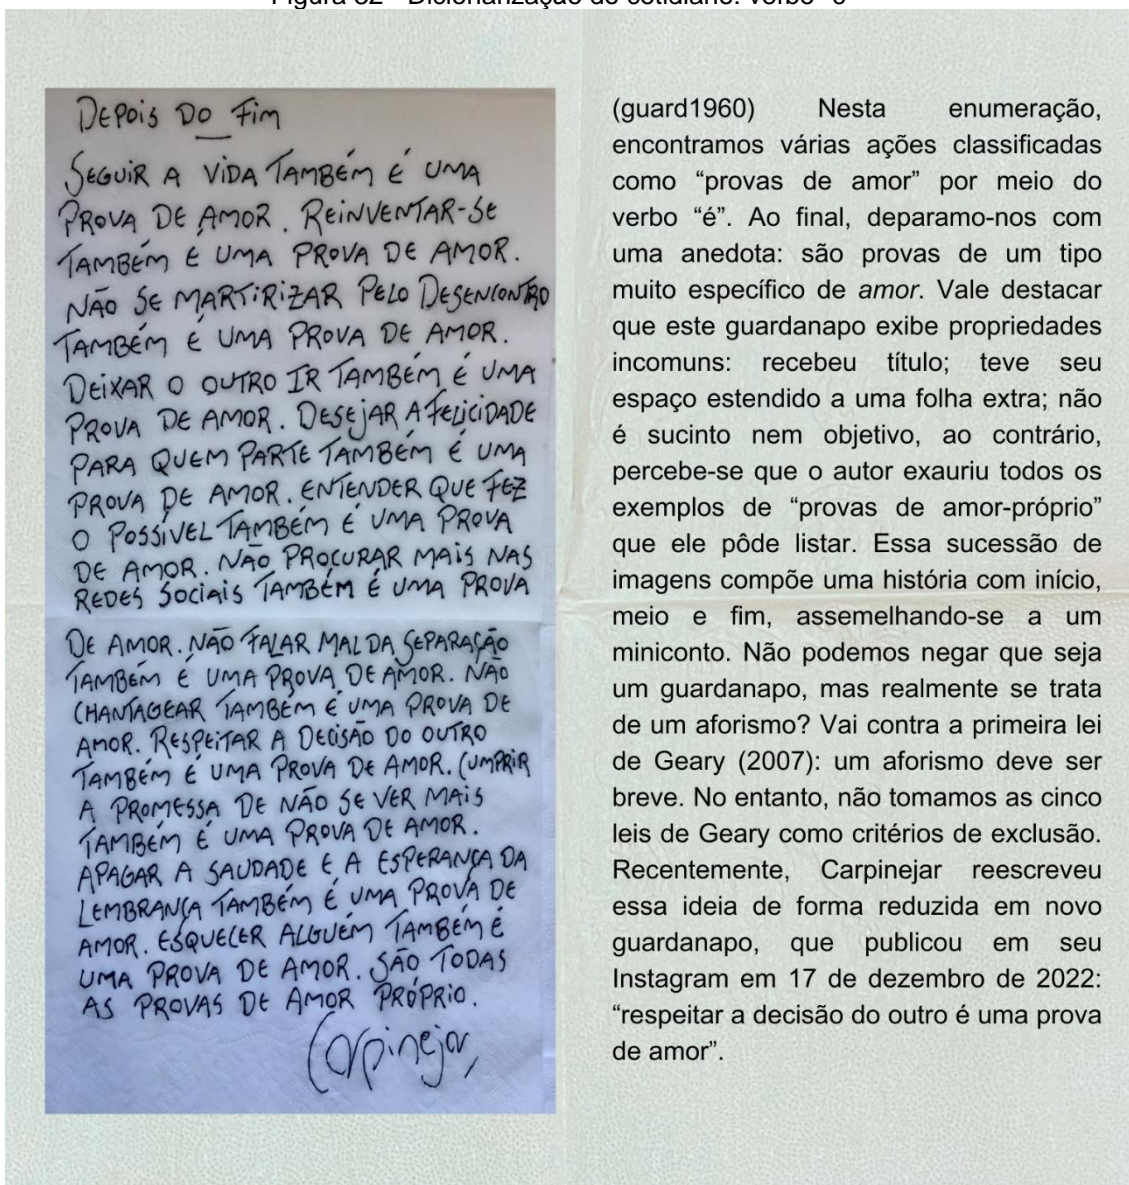 Dicionarização do cotidiano: verbo "é"
DEPOIS DO FIM
SEGUIR A VIDA TAMBÉM É UMA
PROVA DE AMOR. REINVENTAR-SE
TAMBÉM É UMA PROVA DE AMOR.
NÃO SE MARTIRIZAR PELO DESENCONTRO
TAMBÉM É UMA PROVA DE AMOR.
DEIXAR O OUTRO IR TAMBÉM É UMA
PROVA DE AMOR. DESEJAR A FELICIDADE
PARA QUEM PARTE TAMBÉM É UMA
PROVA DE AMOR. ENTENDER QUE FEZ
O POSSÍVEL TAMBÉM É UMA PROVA
DE AMOR. NÃO PROCURAR MAIS NAS
REDES SOCIAIS TAMBÉM É UMA PROVA
DE AMOR. NÃO FALAR MAL DA SEPARAÇÃO
TAMBÉM É UMA PROVA DE AMOR. NÃO
CHANTAGEAR TAMBÉM É UMA PROVA DE
AMOR. RESPEITAR A DECISÃO DO OUTRO
TAMBÉM É UMA PROVA DE AMOR. CUMPRIR
A PROMESSA DE NÃO SE VER MAIS
TAMBÉM É UMA PROVA DE AMOR.
APAGAR A SAUDADE E A ESPERANÇA DA
LEMBRANÇA TAMBÉM É UMA PROVA DE
AMOR. ESQUECER ALGUÉM TAMBÉM É
UMA PROVA DE AMOR. SÃO TODAS
AS PROVAS DE AMOR PRÓPRIO.
Carpinejar
(guard1960) Nesta enumeração,
encontramos várias ações classificadas
como “provas de amor” por meio do
verbo “é”. Ao final, deparamo-nos com
uma anedota: são provas de um tipo
muito específico de amor. Vale destacar
que este guardanapo exibe propriedades
incomuns: recebeu título; teve seu
espaço estendido a uma folha extra; não
é sucinto nem objetivo, ao contrário,
percebe-se que o autor exauriu todos os
exemplos de “provas de amor-próprio”
que ele pôde listar. Essa sucessão de
imagens compõe uma história com início,
meio e fim, assemelhando-se a um
miniconto. Não podemos negar que seja
um guardanapo, mas realmente se trata
de um aforismo? Vai contra a primeira lei
de Geary (2007): um aforismo deve ser
breve. No entanto, não tomamos as cinco
leis de Geary como critérios de exclusão.
Recentemente, Carpinejar reescreveu
essa ideia de forma reduzida em novo
guardanapo, que publicou em seu
Instagram em 17 de dezembro de 2022:
“respeitar a decisão do outro é uma prova
de amor”.